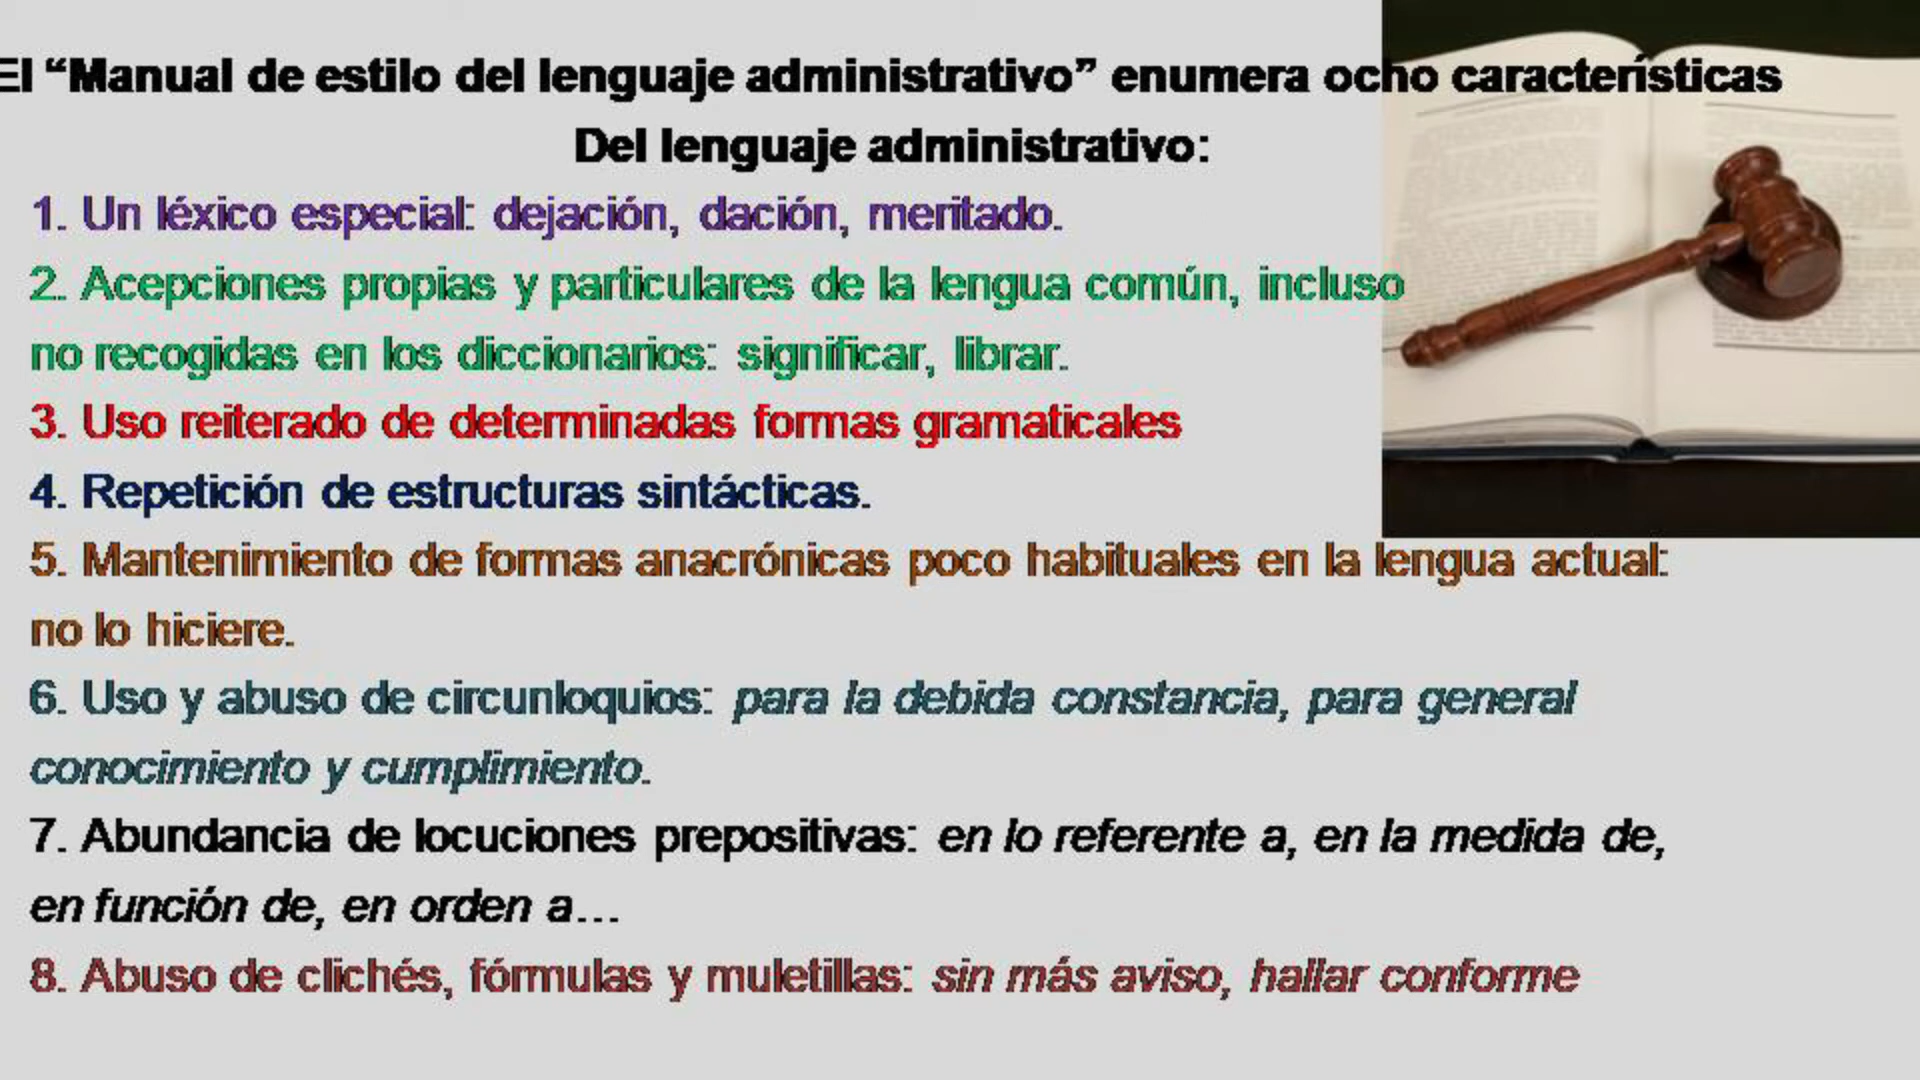 El “Manual de estilo del lenguaje administrativo” enumera ocho características
Del lenguaje administrativo:
1. Un léxico especial: dejación, dación, meritado.
2. Acepciones propias y particulares de la lengua común, incluso
no recogidas en los diccionarios: significar, librar.
3. Uso reiterado de determinadas formas gramaticales
4. Repetición de estructuras sintácticas.
5. Mantenimiento de formas anacrónicas poco habituales en la lengua actual:
no lo hiciere.
6. Uso y abuso de circunloquios: para la debida constancia, para general
conocimiento y cumplimiento.
7. Abundancia de locuciones prepositivas: en lo referente a, en la medida de,
en función de, en orden a…
8. Abuso de clichés, fórmulas y muletillas: sin más aviso, hallar conforme